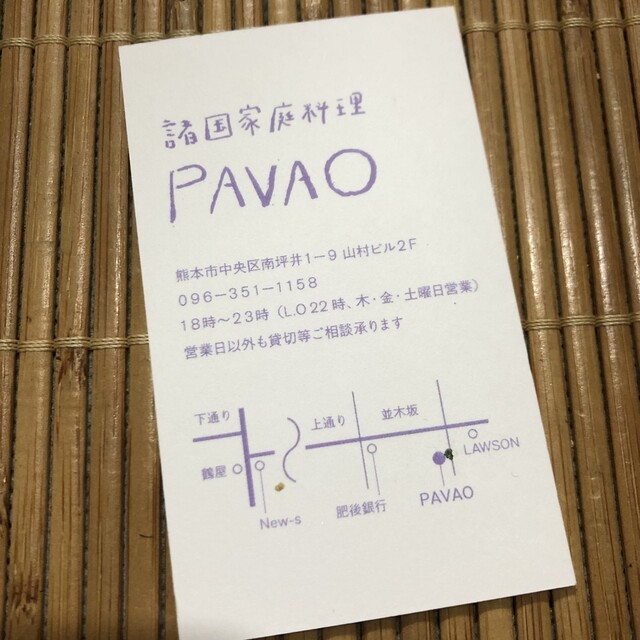 諸国家庭料理
PAVAO
熊本市中央区南坪井1-9 山村ビル2F
096-351-1158
18時~23時（L.O22時、木・金・土曜日営業）
営業日以外も貸切等ご相談承ります
下通り
上通り
並木坂
鶴屋
LAWSON
New-s
肥後銀行
PAVAO